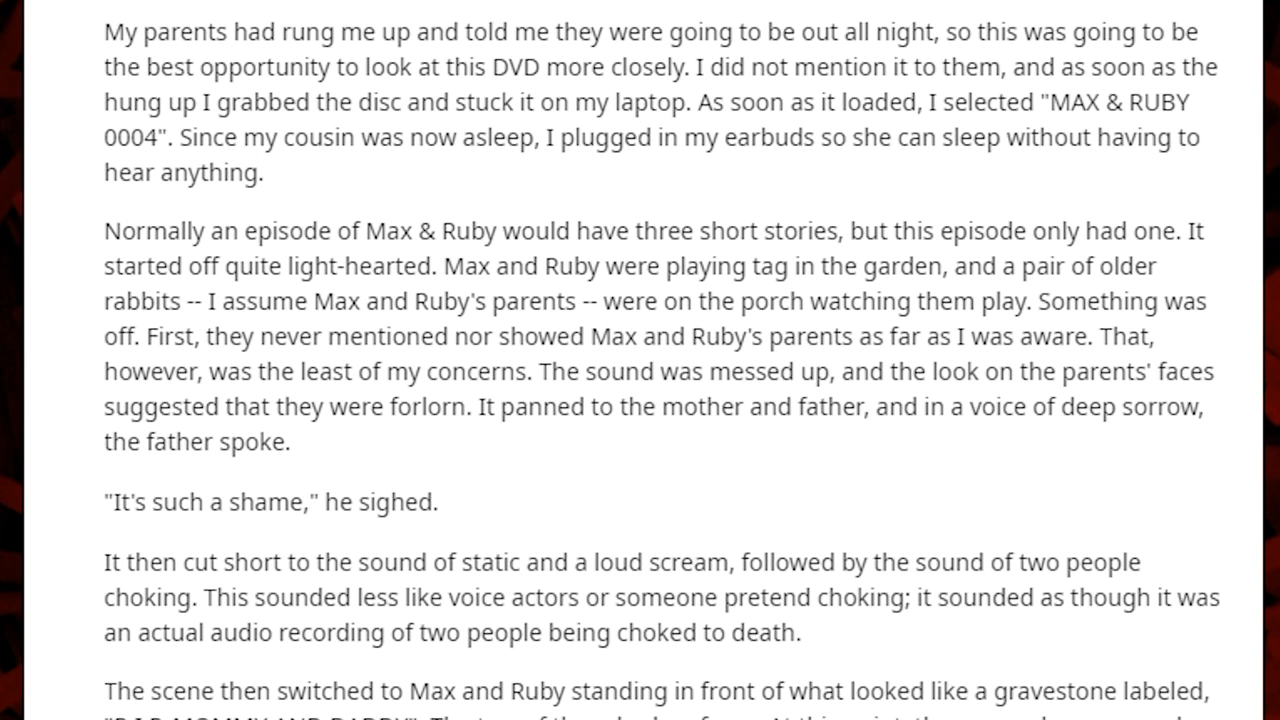 My parents had rung me up and told me they were going to be out all night, so this was going to be
the best opportunity to look at this DVD more closely. I did not mention it to them, and as soon as the
hung up I grabbed the disc and stuck it on my laptop. As soon as it loaded, I selected "MAX & RUBY
0004". Since my cousin was now asleep, I plugged in my earbuds so she can sleep without having to
hear anything.
Normally an episode of Max & Ruby would have three short stories, but this episode only had one. It
started off quite light-hearted. Max and Ruby were playing tag in the garden, and a pair of older
rabbits -- I assume Max and Ruby's parents -- were on the porch watching them play. Something was
off. First, they never mentioned nor showed Max and Ruby's parents as far as I was aware. That,
however, was the least of my concerns. The sound was messed up, and the look on the parents' faces
suggested that they were forlorn. It panned to the mother and father, and in a voice of deep sorrow,
the father spoke.
"It's such a shame," he sighed.
It then cut short to the sound of static and a loud scream, followed by the sound of two people
choking. This sounded less like voice actors or someone pretend choking; it sounded as though it was
an actual audio recording of two people being choked to death.
The scene then switched to Max and Ruby standing in front of what looked like a gravestone labeled,